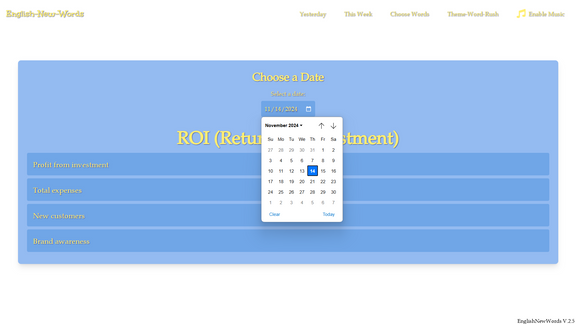 English-New-Words
Yesterday
This Week
Choose Words
Theme-Word-Rush
Enable Music
Choose a Date
11/14/2024
November 2024
Su Mo Tu We Th Fr Sa
27 28 29 30 31 1 2
3 4 5 6 7 8 9
10 11 12 13 14 15 16
17 18 19 20 21 22 23
24 25 26 27 28 29 30
1 2 3 4 5 6 7
Clear
Today
ROI (Retu
stment)
Profit from investment
Total expenses
New customers
Brand awareness
EnglishNewWords V 2.5